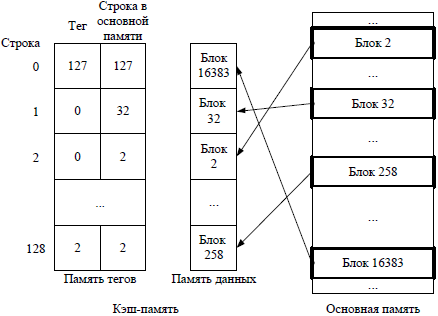 Строка
Тег
Строка в
основной
памяти
0
127
127
1
0
32
2
0
2
...
128
2
2
Память тегов
Блок
16383
Блок
32
Блок
2
...
Блок
258
Память данных
Кэш-память
...
Блок 2
...
Блок 32
...
Блок 258
...
Блок 16383
...
Основная память